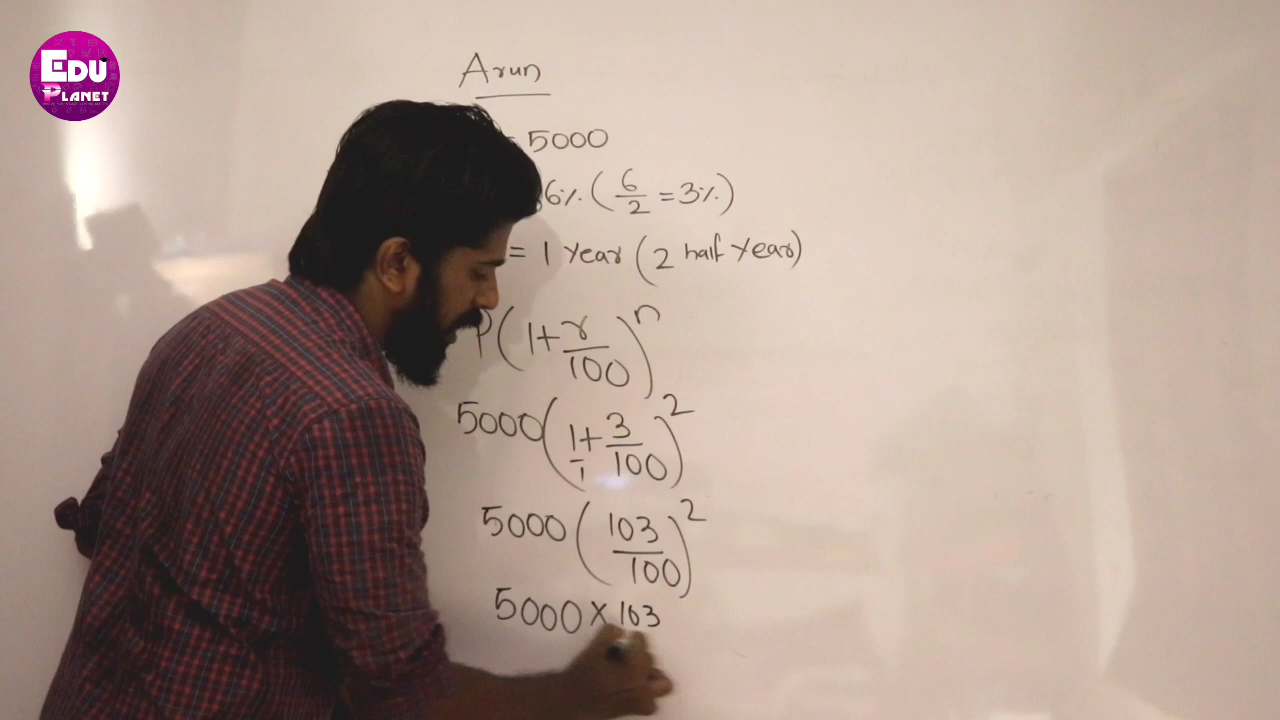 EDU
PLANET
Arun
= 5000
6% (6/2 = 3%)
= 1 Year (2 half Year)
P(1+r/100)^n
5000(1/1+3/100)^2
5000(103/100)^2
5000×103